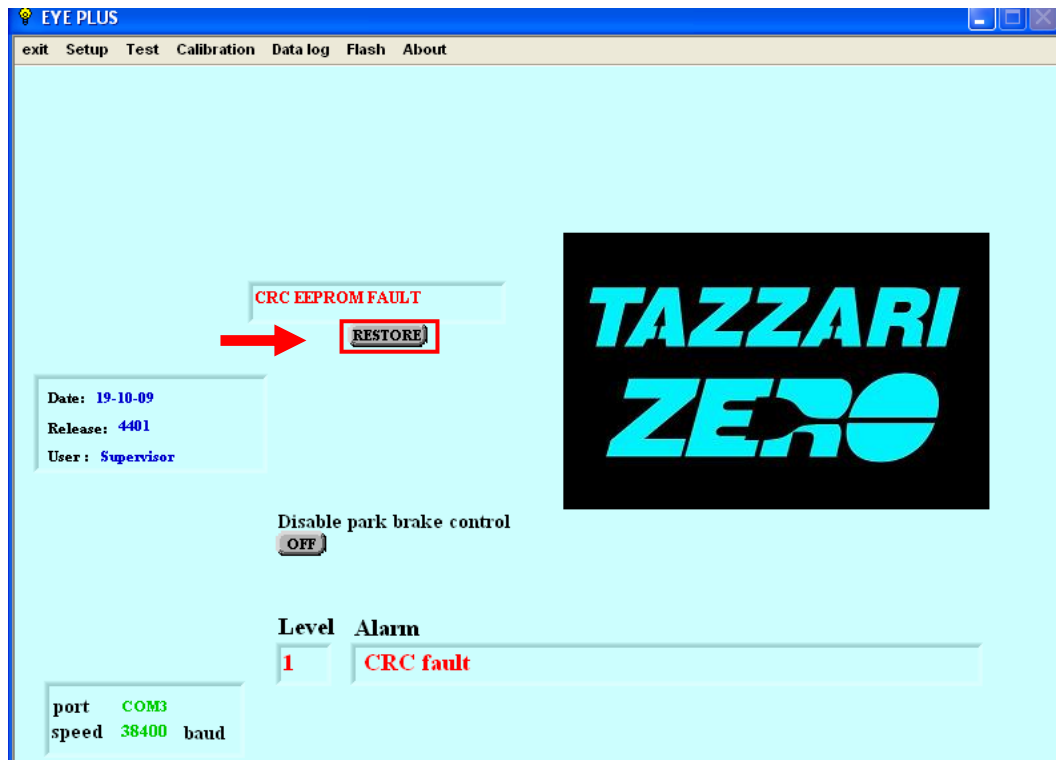 EYE PLUS
exit Setup Test Calibration Data log Flash About
CRC EEPROM FAULT
RESTORE
TAZZARI
ZERO
Date: 19-10-09
Release: 4401
User : Supervisor
Disable park brake control
OFF
Level Alarm
1 CRC fault
port COM3
speed 38400 baud